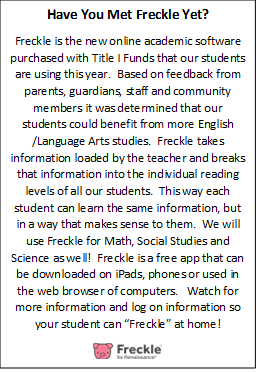 Have You Met Freckle Yet?
Freckle is the new online academic software
purchased with Title I Funds that our students
are using this year.  Based on feedback from
parents, guardians, staff and community
members it was determined that our
students could benefit from more English
/Language Arts studies.  Freckle takes
information loaded by the teacher and breaks
that information into the individual reading
levels of all our students.  This way each
student can learn the same information, but
in a way that makes sense to them.  We will
use Freckle for Math, Social Studies and
Science as well!  Freckle is a free app that can
be downloaded on iPads, phones or used in
the web browser of computers.   Watch for
more information and log on information so
your student can “Freckle” at home!
Freckle
by Renaissance